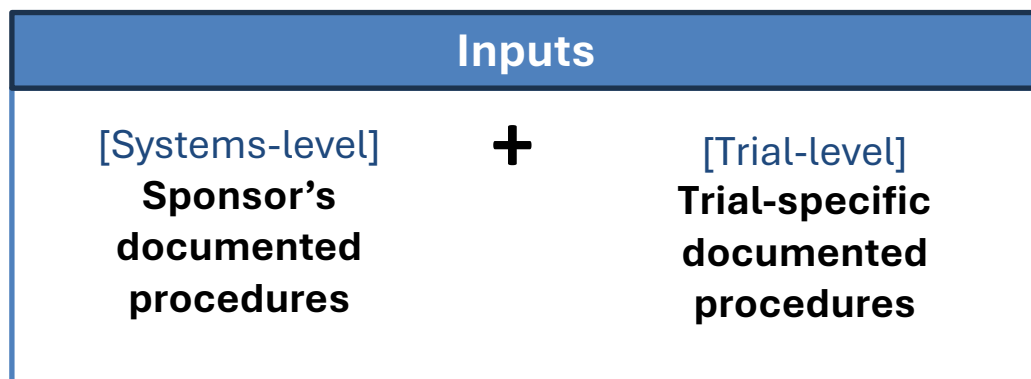 Inputs
[Systems-level]
Sponsor’s
documented
procedures
+
[Trial-level]
Trial-specific
documented
procedures